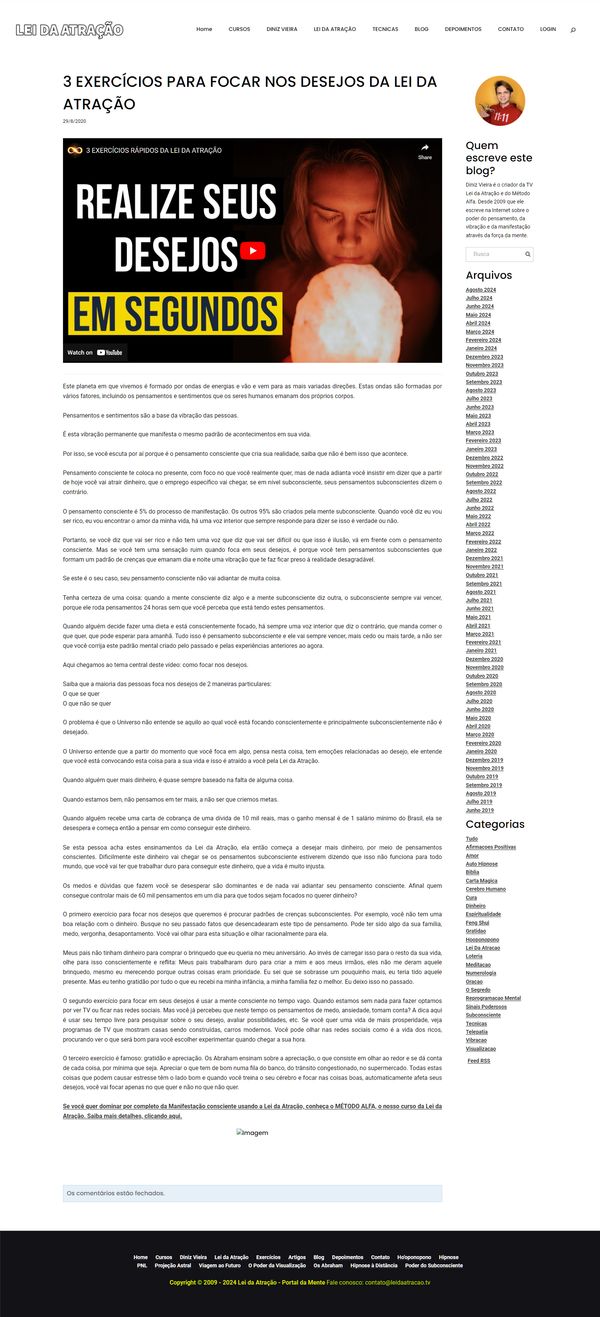 LEI DA ATRAÇÃO
Home CURSOS DINIZ VIEIRA LEI DA ATRAÇÃO TECNICAS BLOG DEPOIMENTOS CONTATO LOGIN
3 EXERCÍCIOS PARA FOCAR NOS DESEJOS DA LEI DA
ATRAÇÃO
29/8/2020
3 EXERCÍCIOS RÁPIDOS DA LEI DA ATRAÇÃO
Share
REALIZE SEUS
DESEJOS
EM SEGUNDOS
Watch on YouTube
Este planeta em que vivemos é formado por ondas de energias e vão e vem para as mais variadas direções. Estas ondas são formadas por
vários fatores, incluindo os pensamentos e sentimentos que os seres humanos emanam dos próprios corpos.
Pensamentos e sentimentos são a base da vibração das pessoas.
É esta vibração permanente que manifesta o mesmo padrão de acontecimentos em sua vida.
Por isso, se você escuta por aí porque é o pensamento consciente que cria sua realidade, saiba que não é bem isso que acontece.
Pensamento consciente te coloca no presente, com foco no que você realmente quer, mas de nada adianta você insistir em dizer que a partir
de hoje você vai atrair dinheiro, que o emprego específico vai chegar, se em nível subconsciente, seus pensamentos subconscientes dizem o
contrário.
O pensamento consciente é 5% do processo de manifestação. Os outros 95% são criados pela mente subconsciente. Quando você diz eu vou
ser rico, eu vou encontrar o amor da minha vida, há uma voz interior que sempre responde para dizer se isso é verdade ou não.
Portanto, se você diz que vai ser rico e não tem uma voz que diz que vai ser difícil ou que isso é ilusão, vá em frente com o pensamento
consciente. Mas se você tem uma sensação ruim quando foca em seus desejos, é porque você tem pensamentos subconscientes que
formam um padrão de crenças que emanam dia e noite uma vibração que te faz ficar preso à realidade desagradável.
Se este é o seu caso, seu pensamento consciente não vai adiantar de muita coisa.
Tenha certeza de uma coisa: quando a mente consciente diz algo e a mente subconsciente diz outra, o subconsciente sempre vai vencer,
porque ele roda pensamentos 24 horas sem que você perceba que está tendo estes pensamentos.
Quando alguém decide fazer uma dieta e está conscientemente focado, há sempre uma voz interior que diz o contrário, que manda comer o
que quer, que pode esperar para amanhã. Tudo isso é pensamento subconsciente e ele vai sempre vencer, mais cedo ou mais tarde, a não ser
que você corrija este padrão mental criado pelo passado e pelas experiências anteriores ao agora.
Aqui chegamos ao tema central deste vídeo: como focar nos desejos.
Saiba que a maioria das pessoas foca nos desejos de 2 maneiras particulares:
O que se quer
O que não se quer
O problema é que o Universo não entende se aquilo ao qual você está focando conscientemente e principalmente subconscientemente não é
desejado.
O Universo entende que a partir do momento que você foca em algo, pensa nesta coisa, tem emoções relacionadas ao desejo, ele entende
que você está convocando esta coisa para a sua vida e isso é atraído a você pela Lei da Atração.
Quando alguém quer mais dinheiro, é quase sempre baseado na falta de alguma coisa.
Quando estamos bem, não pensamos em ter mais, a não ser que criemos metas.
Quando alguém recebe uma carta de cobrança de uma dívida de 10 mil reais, mas o ganho mensal é de 1 salário mínimo do Brasil, ela se
desespera e começa então a pensar em como conseguir este dinheiro.
Se esta pessoa acha estes ensinamentos da Lei da Atração, ela então começa a desejar mais dinheiro, por meio de pensamentos
conscientes. Dificilmente este dinheiro vai chegar se os pensamentos subconsciente estiverem dizendo que isso não funciona para todo
mundo, que você vai ter que trabalhar duro para conseguir este dinheiro, que a vida é muito injusta.
Os medos e dúvidas que fazem você se desesperar são dominantes e de nada vai adiantar seu pensamento consciente. Afinal quem
consegue controlar mais de 60 mil pensamentos em um dia para que todos sejam focados no querer dinheiro?
O primeiro exercício para focar nos desejos que queremos é procurar padrões de crenças subconscientes. Por exemplo, você não tem uma
boa relação com o dinheiro. Busque no seu passado fatos que desencadearam este tipo de pensamento. Pode ter sido algo da sua família,
medo, vergonha, desapontamento. Você vai olhar para esta situação e olhar racionalmente para ela.
Meus pais não tinham dinheiro para comprar o brinquedo que eu queria no meu aniversário. Ao invés de carregar isso para o resto da sua vida,
olhe para isso conscientemente e reflita: Meus pais trabalharam duro para criar a mim e aos meus irmãos, eles não me deram aquele
brinquedo, mesmo eu merecendo porque outras coisas eram prioridade. Eu sei que se sobrasse um pouquinho mais, eu teria tido aquele
presente. Mas eu tenho gratidão por tudo o que eu recebi na minha infância, a minha família fez o melhor. Eu deixo isso no passado.
O segundo exercício para focar em seus desejos é usar a mente consciente no tempo vago. Quando estamos sem nada para fazer optamos
por ver TV ou ficar nas redes sociais. Mas você já percebeu que neste tempo os pensamentos de medo, ansiedade, tomam conta? A dica aqui
é usar seu tempo livre para pesquisar sobre o seu desejo, avaliar possibilidades, etc. Se você quer uma vida de mais prosperidade, veja
programas de TV que mostram casas sendo construídas, carros modernos. Você pode olhar nas redes sociais como é a vida dos ricos,
procurando ver o que será bom para você escolher experimentar quando chegar a sua hora.
O terceiro exercício é famoso: gratidão e apreciação. Os Abraham ensinam sobre a apreciação, o que consiste em olhar ao redor e se dá conta
de cada coisa, por mínima que seja. Apreciar o que tem de bom numa fila do banco, do trânsito congestionado, no supermercado. Todas estas
coisas que podem causar estresse têm o lado bom e quando você treina o seu cérebro e focar nas coisas boas, automaticamente afeta seus
desejos, você vai focar apenas no que quer e não no que não quer.
Se você quer dominar por completo da Manifestação consciente usando a Lei da Atração, conheça o MÉTODO ALFA, o nosso curso da Lei da
Atração. Saiba mais detalhes, clicando aqui.
Imagem
Os comentários estão fechados.
11:11
Quem
escreve este
blog?
Diniz Vieira é o criador da TV
Lei da Atração e do Método
Alfa. Desde 2009 que ele
escreve na Internet sobre o
poder do pensamento, da
vibração e da manifestação
através da força da mente.
Busca
Arquivos
Agosto 2024
Julho 2024
Junho 2024
Maio 2024
Abril 2024
Março 2024
Fevereiro 2024
Janeiro 2024
Dezembro 2023
Novembro 2023
Outubro 2023
Setembro 2023
Agosto 2023
Julho 2023
Junho 2023
Maio 2023
Abril 2023
Março 2023
Fevereiro 2023
Janeiro 2023
Dezembro 2022
Novembro 2022
Outubro 2022
Setembro 2022
Agosto 2022
Julho 2022
Junho 2022
Maio 2022
Abril 2022
Março 2022
Fevereiro 2022
Janeiro 2022
Dezembro 2021
Novembro 2021
Outubro 2021
Setembro 2021
Agosto 2021
Julho 2021
Junho 2021
Maio 2021
Abril 2021
Março 2021
Fevereiro 2021
Janeiro 2021
Dezembro 2020
Novembro 2020
Outubro 2020
Setembro 2020
Agosto 2020
Julho 2020
Junho 2020
Maio 2020
Abril 2020
Março 2020
Fevereiro 2020
Janeiro 2020
Dezembro 2019
Novembro 2019
Outubro 2019
Setembro 2019
Agosto 2019
Julho 2019
Junho 2019
Categorias
Tudo
Afirmacoes Positivas
Amor
Auto Hipnose
Biblia
Carta Magica
Cerebro Humano
Cura
Dinheiro
Espiritualidade
Feng Shui
Gratidao
Hooponopono
Lei Da Atracao
Loteria
Meditacao
Numerologia
Oracao
O Segredo
Reprogramacao Mental
Sinais Poderosos
Subconsciente
Tecnicas
Telepatia
Vibracao
Visualizacao
Feed RSS
Home Cursos Diniz Vieira Lei da Atração Exercícios Artigos Blog Depoimentos Contato Ho'oponopono Hipnose
PNL Projeção Astral Viagem ao Futuro O Poder da Visualização Os Abraham Hipnose à Distância Poder do Subconsciente
Copyright © 2009 - 2024 Lei da Atração - Portal da Mente Fale conosco: contato@leidaatracao.tv